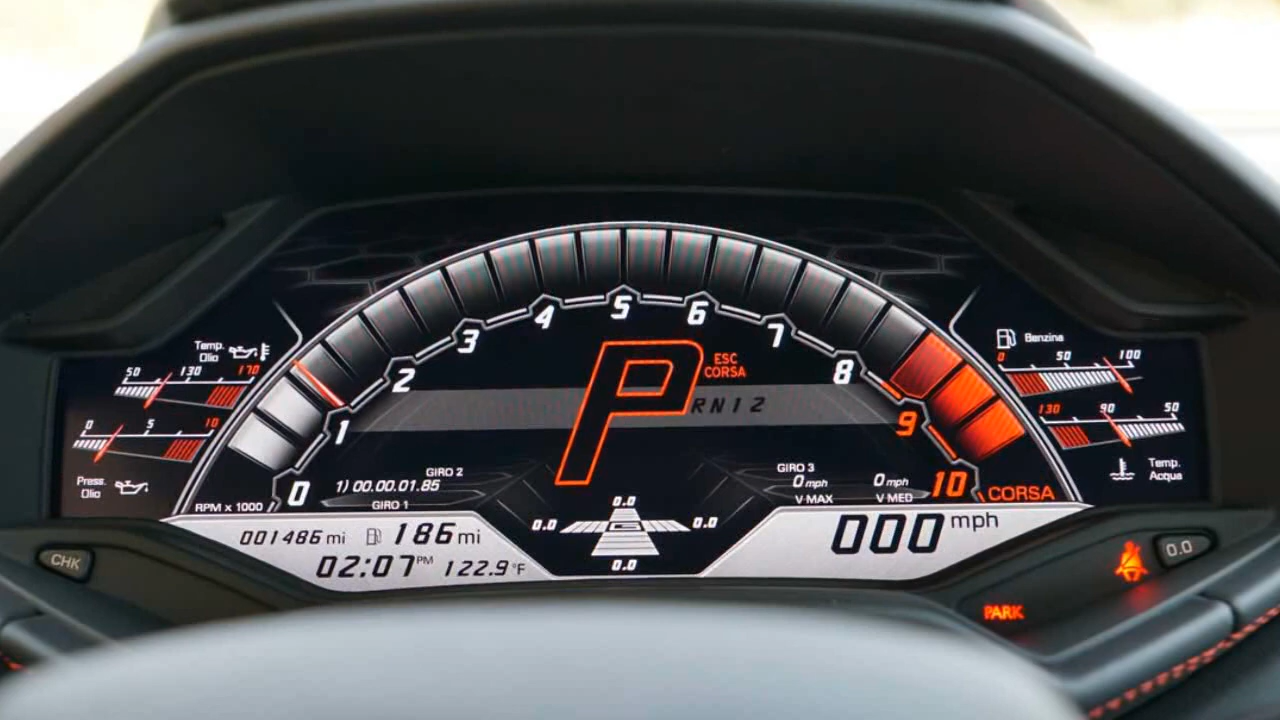 Temp.
Olio
50 130 170
0 5 10
Press.
Olio
Benzina
0 50 100
130 90 50
Temp.
Acqua
0 1 2 3 4 5 6 7 8 9 10
RPM x 1000
P
ESC
CORSA
RN12
GIRO 2
1) 00.00.01.85
GIRO 1
GIRO 3
0 mph 0 mph
V MAX V MED
CORSA
0.0
0.0 G 0.0
0.0
001486 mi 186 mi
02:07 PM 122.9°F
000 mph
CHK
0.0
PARK